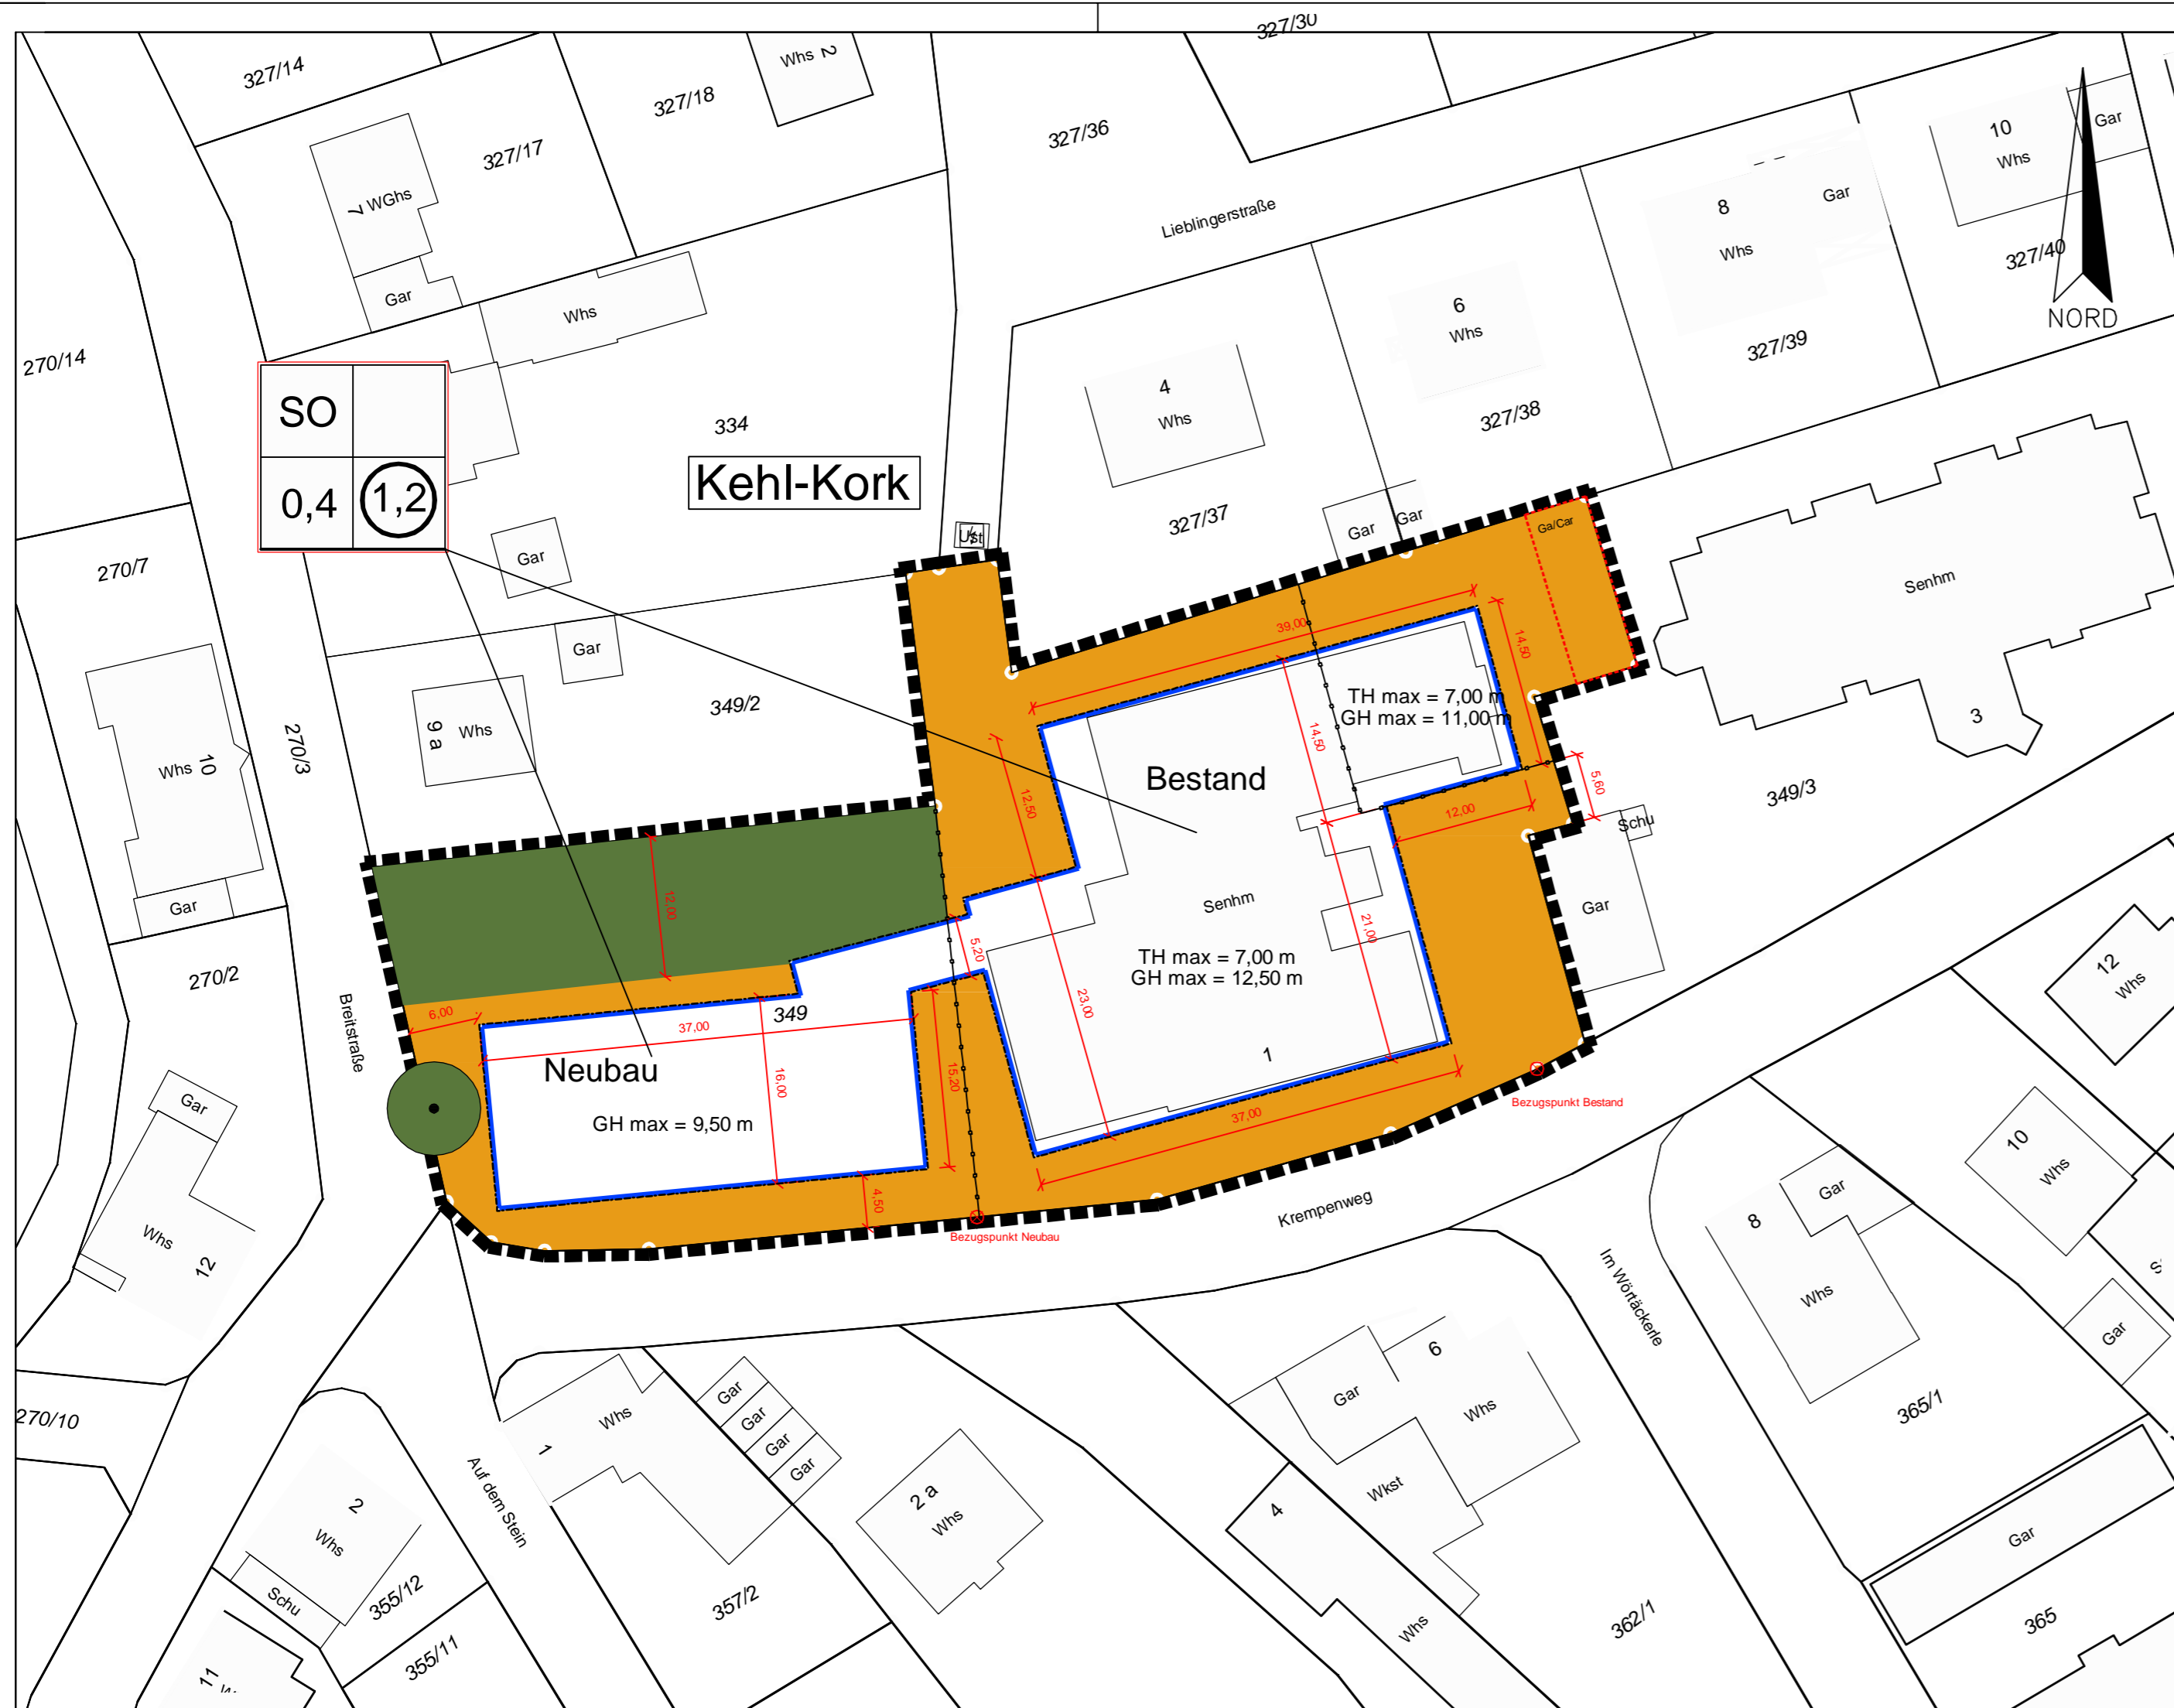 327/30
327/14
327/18
Whs 2
327/17
327/36
7 WGhs
Gar
Whs
Lieblingerstraße
10
Whs
Gar
8
Whs
Gar
327/40
NORD
6
Whs
327/39
327/38
4
Whs
327/37
Gar
Gar
270/14
SO
0,4
1,2
334
Kehl-Kork
Gar
Ga/Car
Senhm
3
349/3
270/7
Whs 10
Gar
270/3
9 a
Whs
Gar
349/2
39,00
14,50
TH max = 7,00 m
GH max = 11,00 m
14,50
12,50
Bestand
12,00
5,60
Schu
Gar
Senhm
TH max = 7,00 m
GH max = 12,50 m
21,00
23,00
1
37,00
Bezugspunkt Bestand
12,00
5,20
6,00
37,00
349
Neubau
16,00
15,20
GH max = 9,50 m
4,50
Bezugspunkt Neubau
270/2
Breitstraße
Gar
Whs
12
Krempenweg
Im Wörtäckerle
12
Whs
10
Whs
Gar
8
Whs
Gar
365/1
Gar
365
270/10
Auf dem Stein
1
Whs
Gar
Gar
Gar
Gar
2 a
Whs
357/2
6
Gar
Whs
Wkst
4
Whs
362/1
2
Whs
Schu
355/12
355/11
11